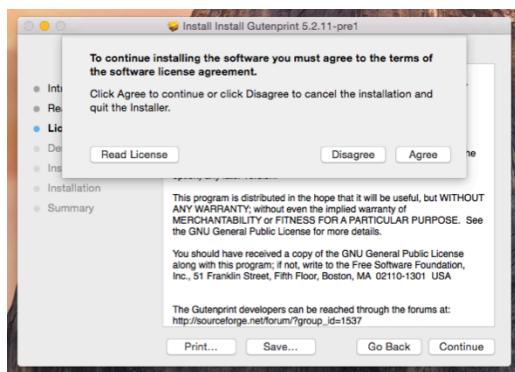 Install Install Gutenprint 5.2.11-pre1
To continue installing the software you must agree to the terms of
the software license agreement.
Click Agree to continue or click Disagree to cancel the installation and
quit the Installer.
Read License
Disagree
Agree
Lic
Installation
Summary
This program is distributed in the hope that it will be useful, but WITHOUT
ANY WARRANTY; without even the implied warranty of
MERCHANTABILITY or FITNESS FOR A PARTICULAR PURPOSE. See
the GNU General Public License for more details.
You should have received a copy of the GNU General Public License
along with this program; if not, write to the Free Software Foundation,
Inc., 51 Franklin Street, Fifth Floor, Boston, MA 02110-1301 USA
The Gutenprint developers can be reached through the forums at:
http://sourceforge.net/forum/?group_id=1537
Print...
Save...
Go Back
Continue